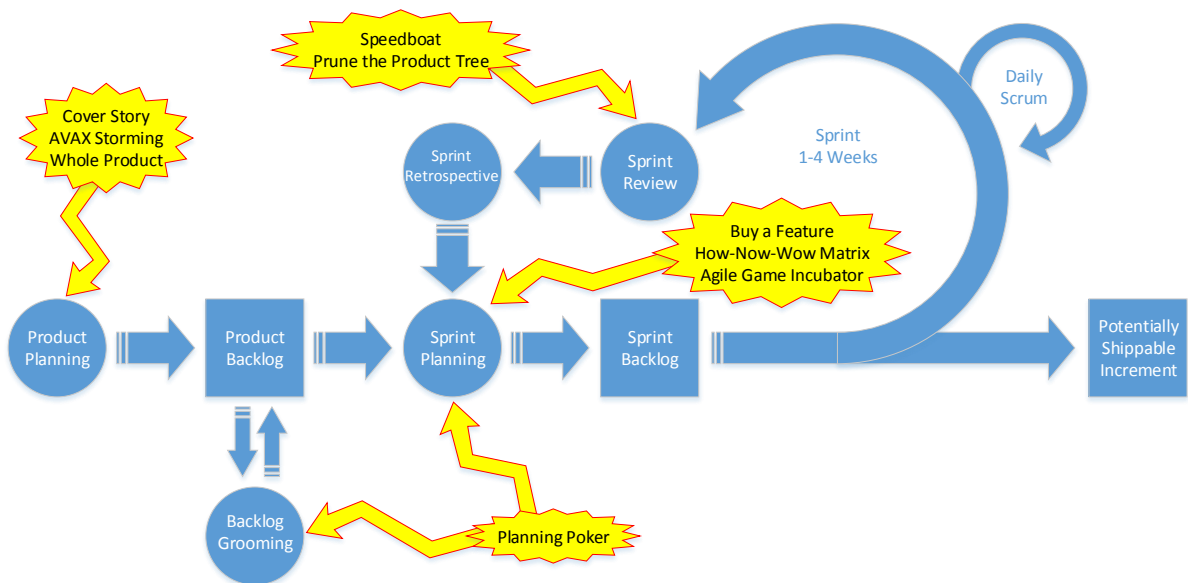 Speedboat
Prune the Product Tree
Daily
Scrum
Cover Story
AVAX Storming
Whole Product
Sprint
1-4 Weeks
Sprint
Retrospective
Sprint
Review
Buy a Feature
How-Now-Wow Matrix
Agile Game Incubator
Product
Planning
Product
Backlog
Sprint
Planning
Sprint
Backlog
Potentially
Shippable
Increment
Backlog
Grooming
Planning Poker